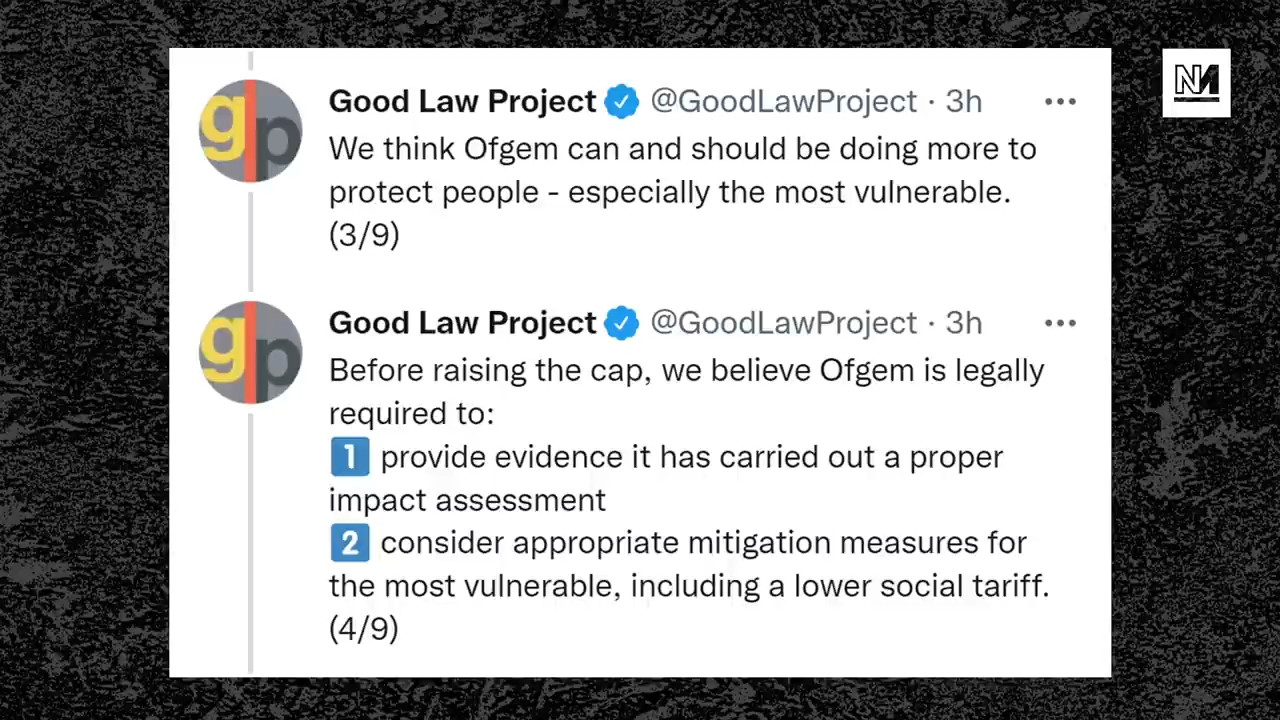 Good Law Project @GoodLawProject · 3h ...
We think Ofgem can and should be doing more to
protect people - especially the most vulnerable.
(3/9)
Good Law Project @GoodLawProject · 3h ...
Before raising the cap, we believe Ofgem is legally
required to:
1 provide evidence it has carried out a proper
impact assessment
2 consider appropriate mitigation measures for
the most vulnerable, including a lower social tariff.
(4/9)
glp
glp
NM